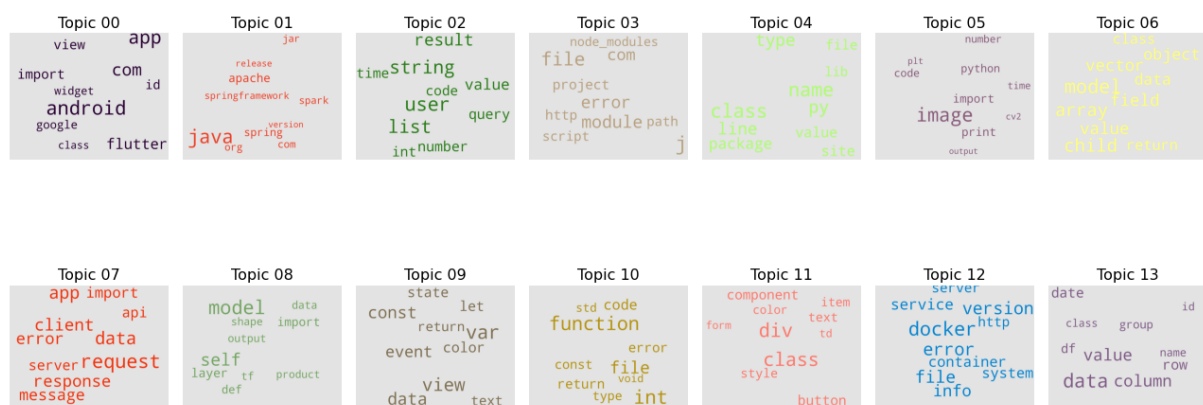 Topic 00
app
view
import
com
id
widget
android
google
class
flutter
Topic 01
jar
release
apache
springframework
spark
version
java
spring
org
com
Topic 02
result
time
string
code
value
user
query
list
int
number
Topic 03
node_modules
file
com
project
error
http
module
path
script
j
Topic 04
type
file
lib
name
class
py
line
value
package
site
Topic 05
number
plt
code
python
time
import
image
cv2
print
output
Topic 06
class
object
vector
data
model
field
array
value
child
return
Topic 07
app
import
api
client
error
data
server
request
response
message
Topic 08
model
data
shape
import
output
self
layer
tf
product
def
Topic 09
state
let
const
return
var
event
color
view
data
text
Topic 10
std
code
function
error
const
file
void
return
type
int
Topic 11
component
item
color
text
form
div
td
class
style
button
Topic 12
server
service
version
http
docker
error
container
file
system
info
Topic 13
date
id
class
group
df
value
name
row
data
column